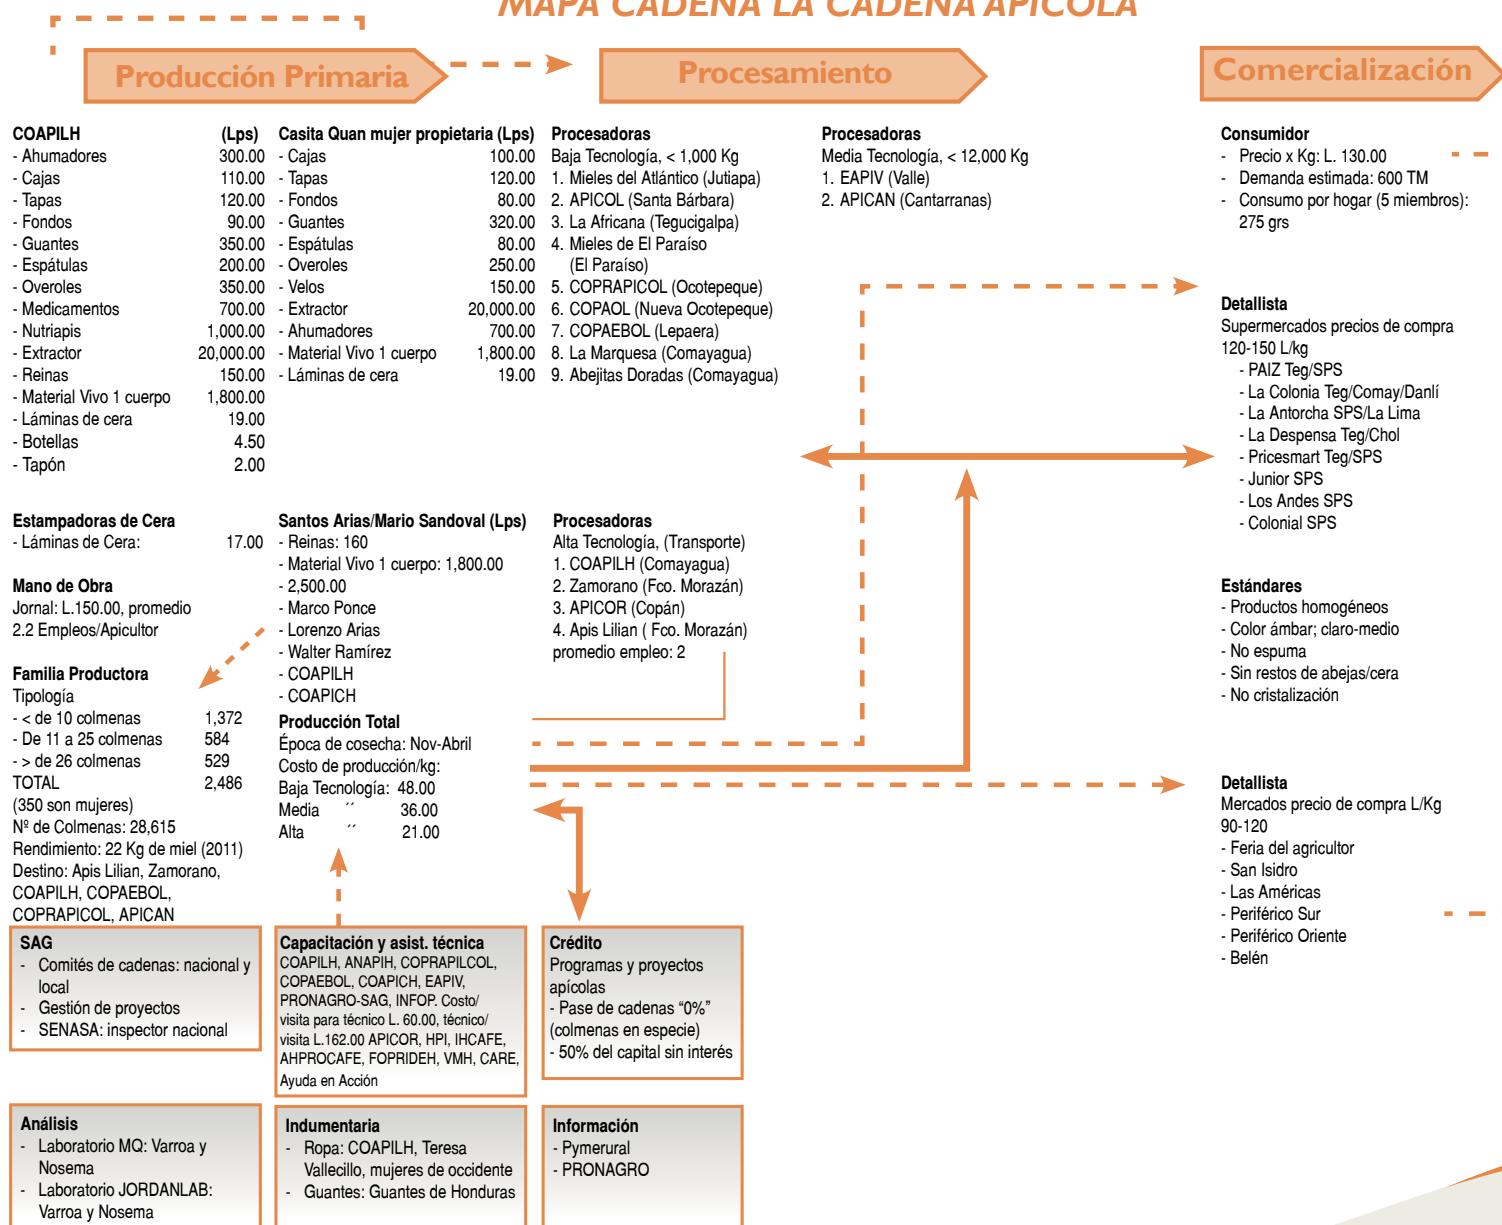 MAPA CADENA LA CADENA APICOLA
Producción Primaria
Procesamiento
Comercialización
COAPILH (Lps)
- Ahumadores 300.00
- Cajas 110.00
- Tapas 120.00
- Fondos 90.00
- Guantes 350.00
- Espátulas 200.00
- Overoles 350.00
- Medicamentos 700.00
- Nutriapis 1,000.00
- Extractor 20,000.00
- Reinas 150.00
- Material Vivo 1 cuerpo 1,800.00
- Láminas de cera 19.00
- Botellas 4.50
- Tapón 2.00
Casita Quan mujer propietaria (Lps)
- Cajas 100.00
- Tapas 120.00
- Fondos 80.00
- Guantes 320.00
- Espátulas 80.00
- Overoles 250.00
- Velos 150.00
- Extractor 20,000.00
- Ahumadores 700.00
- Material Vivo 1 cuerpo 1,800.00
- Láminas de cera 19.00
Procesadoras
Baja Tecnología, < 1,000 Kg
1. Mieles del Atlántico (Jutiapa)
2. APICOL (Santa Bárbara)
3. La Africana (Tegucigalpa)
4. Mieles de El Paraíso
(El Paraíso)
5. COPRAPICOL (Ocotepeque)
6. COPAOL (Nueva Ocotepeque)
7. COPAEBOL (Lepaera)
8. La Marquesa (Comayagua)
9. Abejitas Doradas (Comayagua)
Procesadoras
Media Tecnología, < 12,000 Kg
1. EAPIV (Valle)
2. APICAN (Cantarranas)
Consumidor
- Precio x Kg: L. 130.00
- Demanda estimada: 600 TM
- Consumo por hogar (5 miembros):
275 grs
Detallista
Supermercados precios de compra
120-150 L/kg
- PAIZ Teg/SPS
- La Colonia Teg/Comay/Danlí
- La Antorcha SPS/La Lima
- La Despensa Teg/Chol
- Pricesmart Teg/SPS
- Junior SPS
- Los Andes SPS
- Colonial SPS
Estampadoras de Cera
- Láminas de Cera: 17.00
Mano de Obra
Jornal: L.150.00, promedio
2.2 Empleos/Apicultor
Familia Productora
Tipología
- < de 10 colmenas 1,372
- De 11 a 25 colmenas 584
- > de 26 colmenas 529
TOTAL 2,486
(350 son mujeres)
Nº de Colmenas: 28,615
Rendimiento: 22 Kg de miel (2011)
Destino: Apis Lilian, Zamorano,
COAPILH, COPAEBOL,
COPRAPICOL, APICAN
Santos Arias/Mario Sandoval (Lps)
- Reinas: 160
- Material Vivo 1 cuerpo: 1,800.00
- 2,500.00
- Marco Ponce
- Lorenzo Arias
- Walter Ramírez
- COAPILH
- COAPICH
Producción Total
Época de cosecha: Nov-Abril
Costo de producción/kg:
Baja Tecnología: 48.00
Media ´´ 36.00
Alta ´´ 21.00
Procesadoras
Alta Tecnología, (Transporte)
1. COAPILH (Comayagua)
2. Zamorano (Fco. Morazán)
3. APICOR (Copán)
4. Apis Lilian ( Fco. Morazán)
promedio empleo: 2
Estándares
- Productos homogéneos
- Color ámbar; claro-medio
- No espuma
- Sin restos de abejas/cera
- No cristalización
Detallista
Mercados precio de compra L/Kg
90-120
- Feria del agricultor
- San Isidro
- Las Américas
- Periférico Sur
- Periférico Oriente
- Belén
SAG
- Comités de cadenas: nacional y
local
- Gestión de proyectos
- SENASA: inspector nacional
Capacitación y asist. técnica
COAPILH, ANAPIH, COPRAPILCOL,
COPAEBOL, COAPICH, EAPIV,
PRONAGRO-SAG, INFOP. Costo/
visita para técnico L. 60.00, técnico/
visita L.162.00 APICOR, HPI, IHCAFE,
AHPROCAFE, FOPRIDEH, VMH, CARE,
Ayuda en Acción
Crédito
Programas y proyectos
apícolas
- Pase de cadenas “0%”
(colmenas en especie)
- 50% del capital sin interés
Análisis
- Laboratorio MQ: Varroa y
Nosema
- Laboratorio JORDANLAB:
Varroa y Nosema
Indumentaria
- Ropa: COAPILH, Teresa
Vallecillo, mujeres de occidente
- Guantes: Guantes de Honduras
Información
- Pymerural
- PRONAGRO